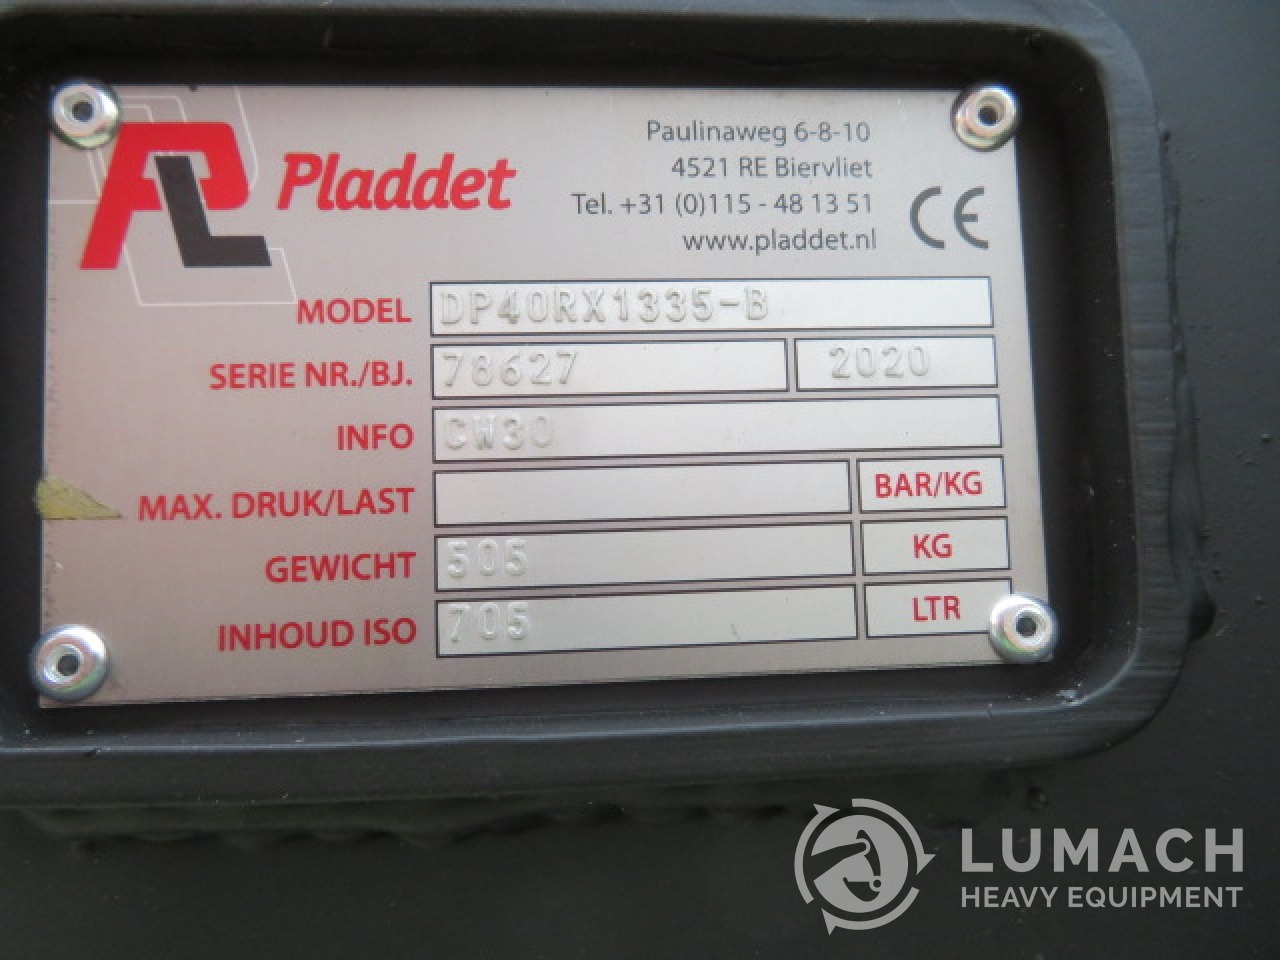 PL Pladdet
Paulinaweg 6-8-10
4521 RE Biervliet
Tel. +31 (0)115 - 48 13 51
www.pladdet.nl
CE
MODEL DP40RX1335-B
SERIE NR./BJ. 78627 2020
INFO CW30
MAX. DRUK/LAST BAR/KG
GEWICHT 505 KG
INHOUD ISO 705 LTR
LUMACH
HEAVY EQUIPMENT